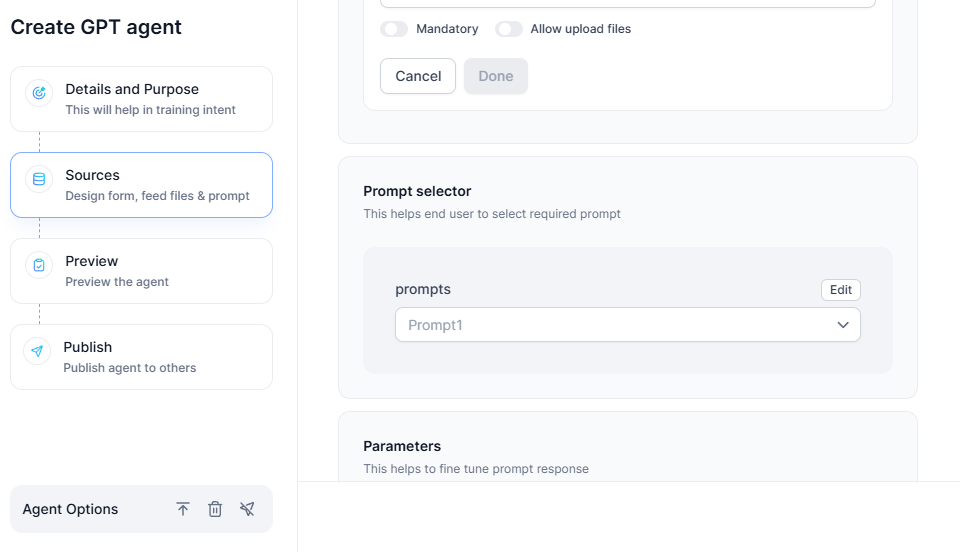 Create GPT agent
Details and Purpose
This will help in training intent
Sources
Design form, feed files & prompt
Preview
Preview the agent
Publish
Publish agent to others
Agent Options
Mandatory
Allow upload files
Cancel
Done
Prompt selector
This helps end user to select required prompt
prompts
Edit
Prompt1
Parameters
This helps to fine tune prompt response